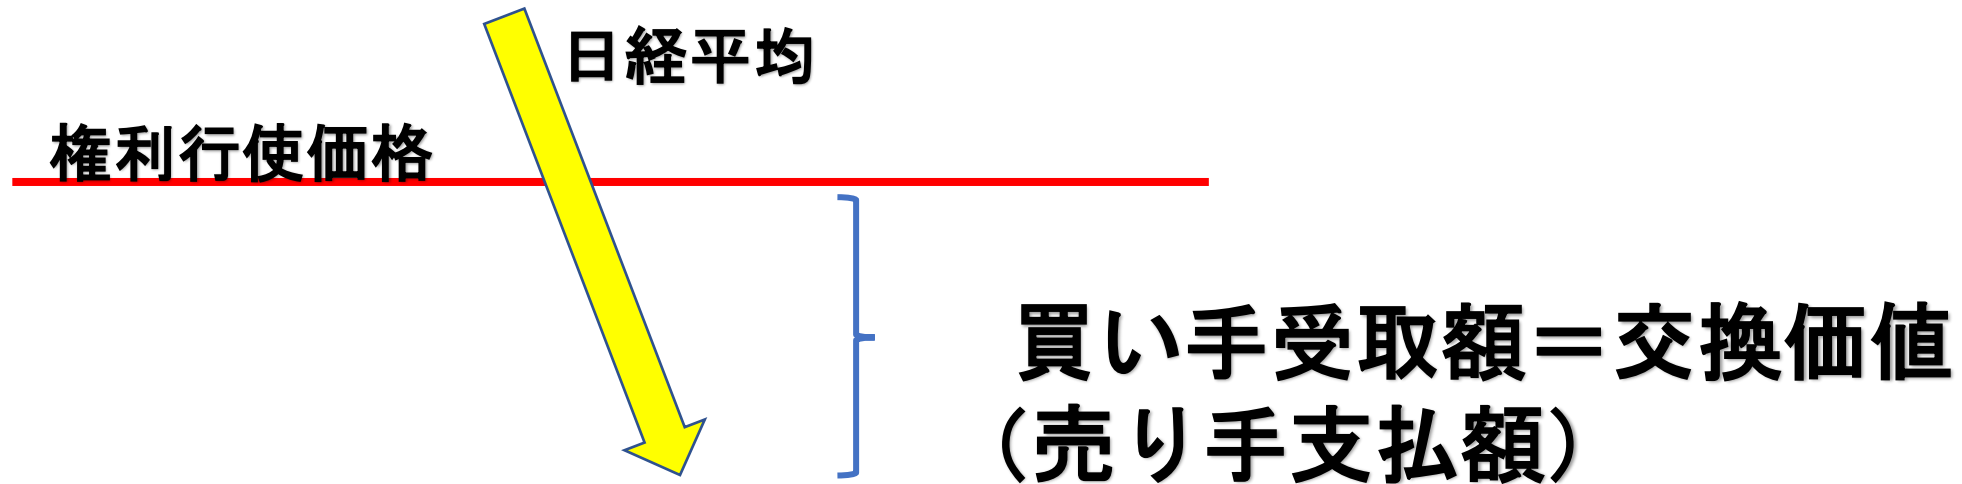 日経平均
権利行使価格
買い手受取額＝交換価値
（売り手支払額）